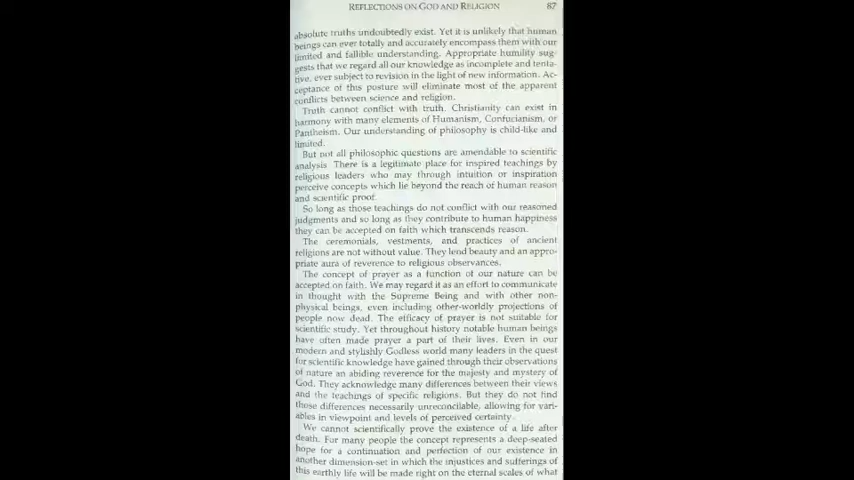 REFLECTIONS ON GOD AND RELIGION 87
absolute truths undoubtedly exist. Yet it is unlikely that human
beings can ever totally and accurately encompass them with our
limited and fallible understanding. Appropriate humility sug-
gests that we regard all our knowledge as incomplete and tenta-
tive, ever subject to revision in the light of new information. Ac-
ceptance of this posture will eliminate most of the apparent
conflicts between science and religion.
Truth cannot conflict with truth. Christianity can exist in
harmony with many elements of Humanism, Confucianism, or
Pantheism. Our understanding of philosophy is child-like and
limited.
But not all philosophic questions are amendable to scientific
analysis. There is a legitimate place for inspired teachings by
religious leaders who may through intuition or inspiration
perceive concepts which lie beyond the reach of human reason
and scientific proof.
So long as those teachings do not conflict with our reasoned
judgments and so long as they contribute to human happiness
they can be accepted on faith which transcends reason.
The ceremonials, vestments, and practices of ancient
religions are not without value. They lend beauty and an appro-
priate aura of reverence to religious observances.
The concept of prayer as a function of our nature can be
accepted on faith. We may regard it as an effort to communicate
in thought with the Supreme Being and with other non-
physical beings, even including other-worldly projections of
people now dead. The efficacy of prayer is not suitable for
scientific study. Yet throughout history notable human beings
have often made prayer a part of their lives. Even in our
modern and stylishly Godless world many leaders in the quest
for scientific knowledge have gained through their observations
of nature an abiding reverence for the majesty and mystery of
God. They acknowledge many differences between their views
and the teachings of specific religions. But they do not find
those differences necessarily unreconcilable, allowing for vari-
ables in viewpoint and levels of perceived certainty.
We cannot scientifically prove the existence of a life after
death. For many people the concept represents a deep-seated
hope for a continuation and perfection of our existence in
another dimension-set in which the injustices and sufferings of
this earthly life will be made right on the eternal scales of what